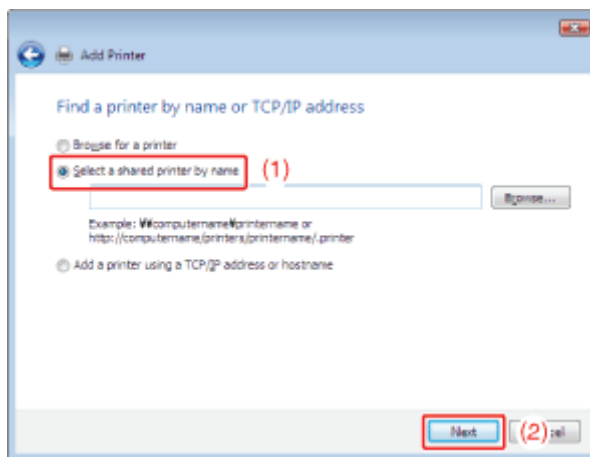 Add Printer
Find a printer by name or TCP/IP address
Browse for a printer
Select a shared printer by name (1)
Browse...
Example: ¥¥computername¥printername or
http://computername/printers/printername/.printer
Add a printer using a TCP/IP address or hostname
Next (2)